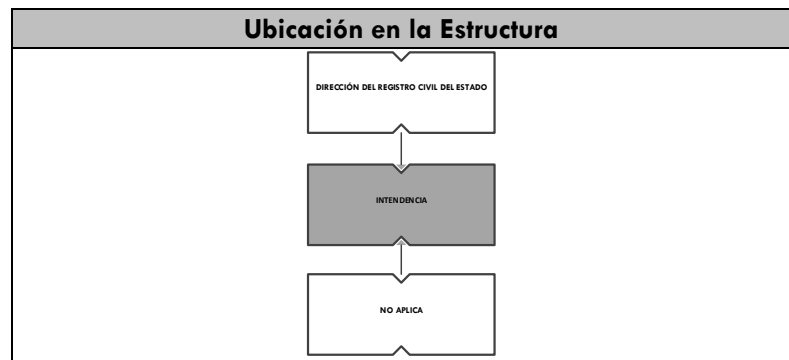 Ubicación en la Estructura
DIRECCIÓN DEL REGISTRO CIVIL DEL ESTADO
INTENDENCIA
NO APLICA